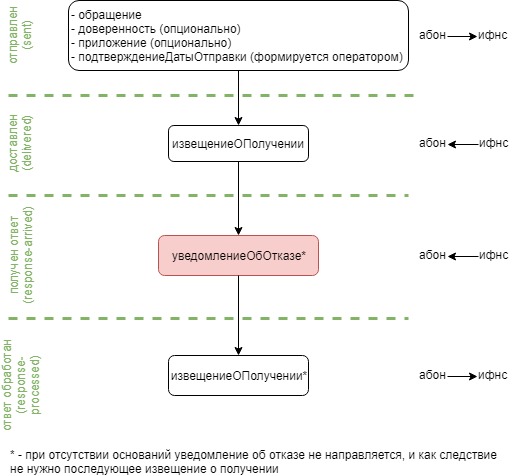 отправлен
(sent)
- обращение
- доверенность (опционально)
- приложение (опционально)
- подтверждениеДатыОтправки (формируется оператором)
абон
ифнс
доставлен
(delivered)
извещениеОПолучении
абон
ифнс
получен ответ
(response-arrived)
уведомлениеОбОтказе*
абон
ифнс
ответ обработан
(response-
processed)
извещениеОПолучении*
абон
ифнс
* - при отсутствии оснований уведомление об отказе не направляется, и как следствие
не нужно последующее извещение о получении